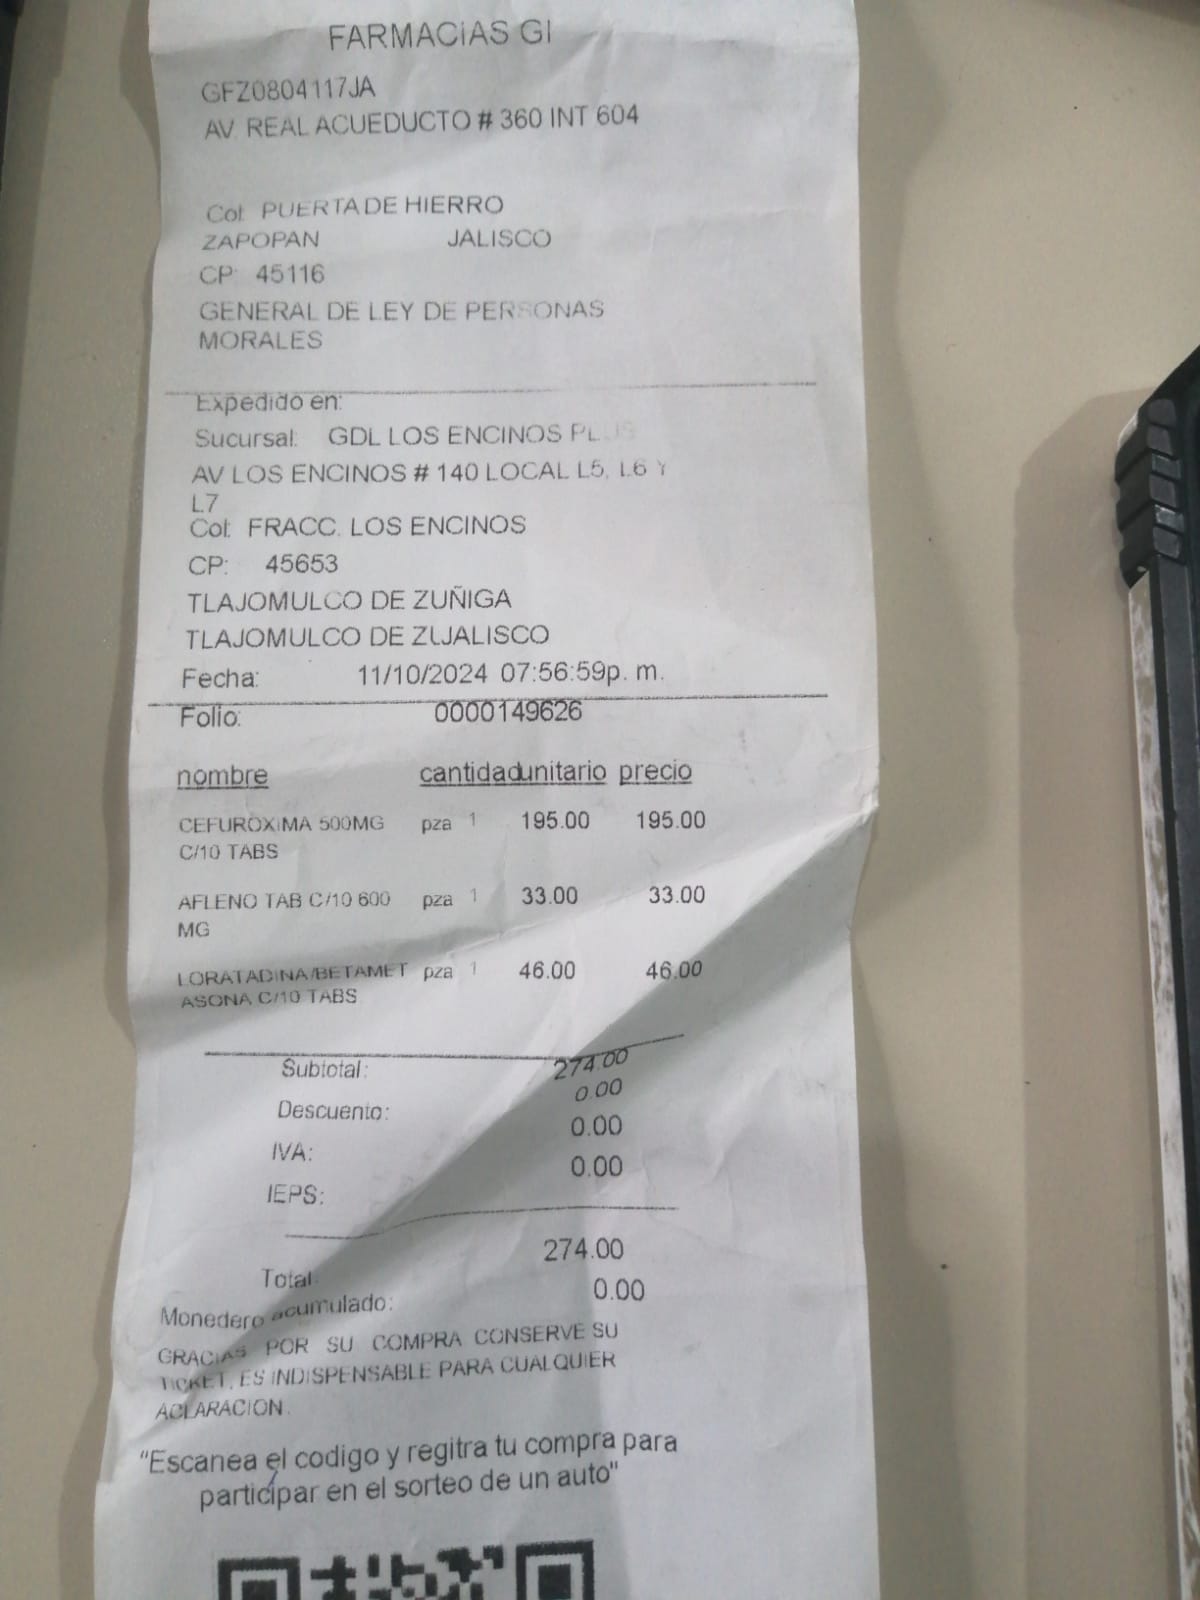 FARMACIAS GI
GFZ0804117JA
AV. REAL ACUEDUCTO # 360 INT 604
Col: PUERTA DE HIERRO
ZAPOPAN JALISCO
CP: 45116
GENERAL DE LEY DE PERSONAS
MORALES
Expedido en:
Sucursal: GDL LOS ENCINOS PLUS
AV LOS ENCINOS # 140 LOCAL L5, L6 Y
L7
Col: FRACC. LOS ENCINOS
CP: 45653
TLAJOMULCO DE ZUÑIGA
TLAJOMULCO DE ZUJALISCO
Fecha: 11/10/2024 07:56:59p. m.
Folio: 0000149626
nombre cantidad unitario precio
CEFUROXIMA 500MG pza 1 195.00 195.00
C/10 TABS
AFLENO TAB C/10 600 pza 1 33.00 33.00
MG
LORATADINA/BETAMET pza 1 46.00 46.00
ASONA C/10 TABS
Subtotal: 274.00
Descuento: 0.00
IVA: 0.00
IEPS: 0.00
Total: 274.00
Monedero acumulado: 0.00
GRACIAS POR SU COMPRA CONSERVE SU
TICKET, ES INDISPENSABLE PARA CUALQUIER
ACLARACION.
"Escanea el codigo y regitra tu compra para
participar en el sorteo de un auto"